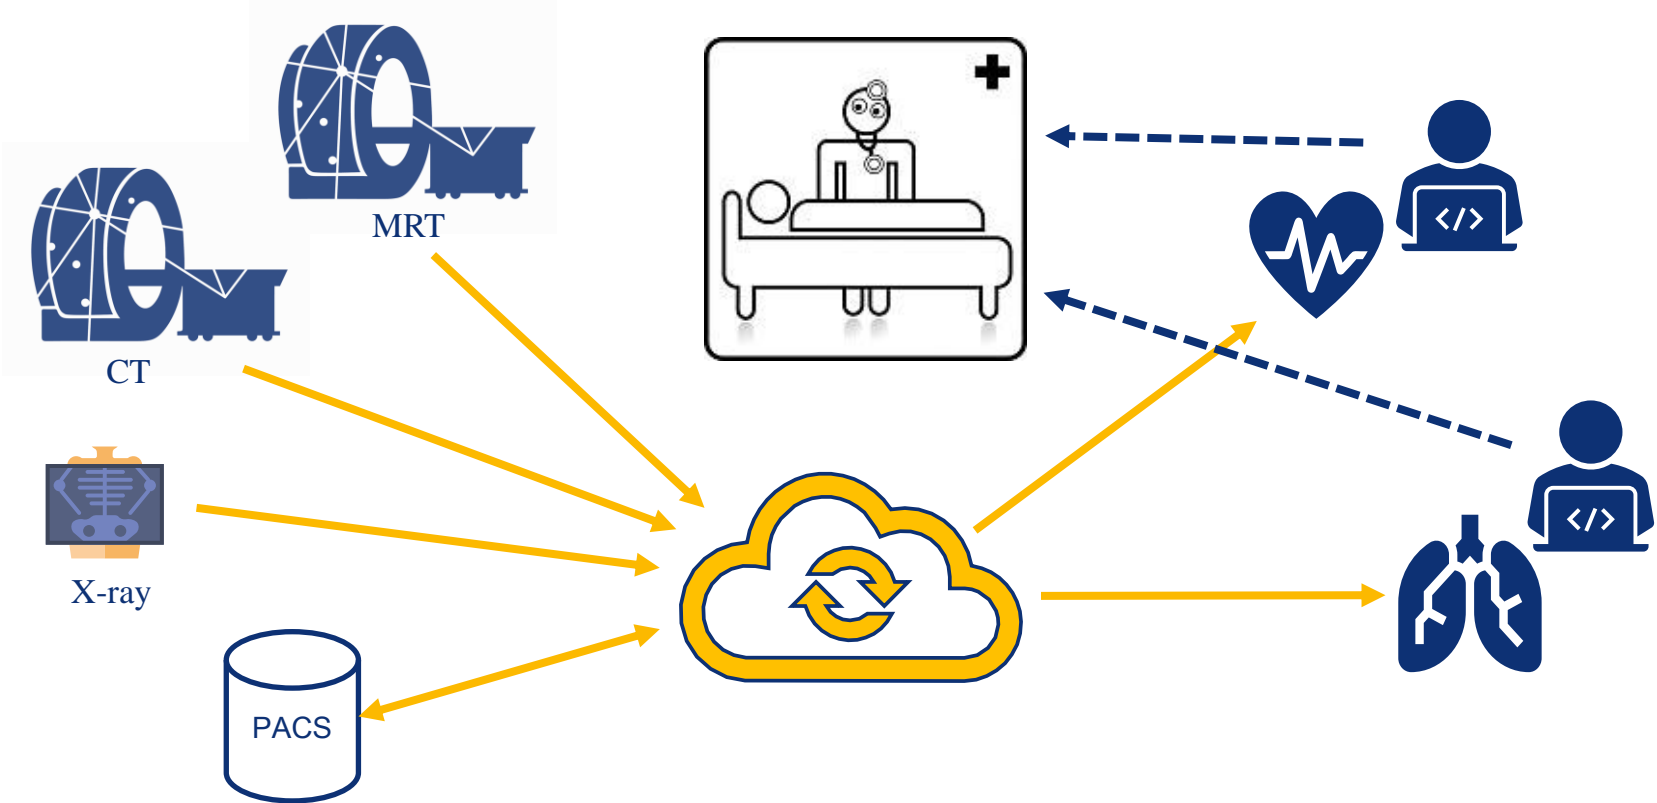 MRT
CT
X-ray
PACS
</>
</>